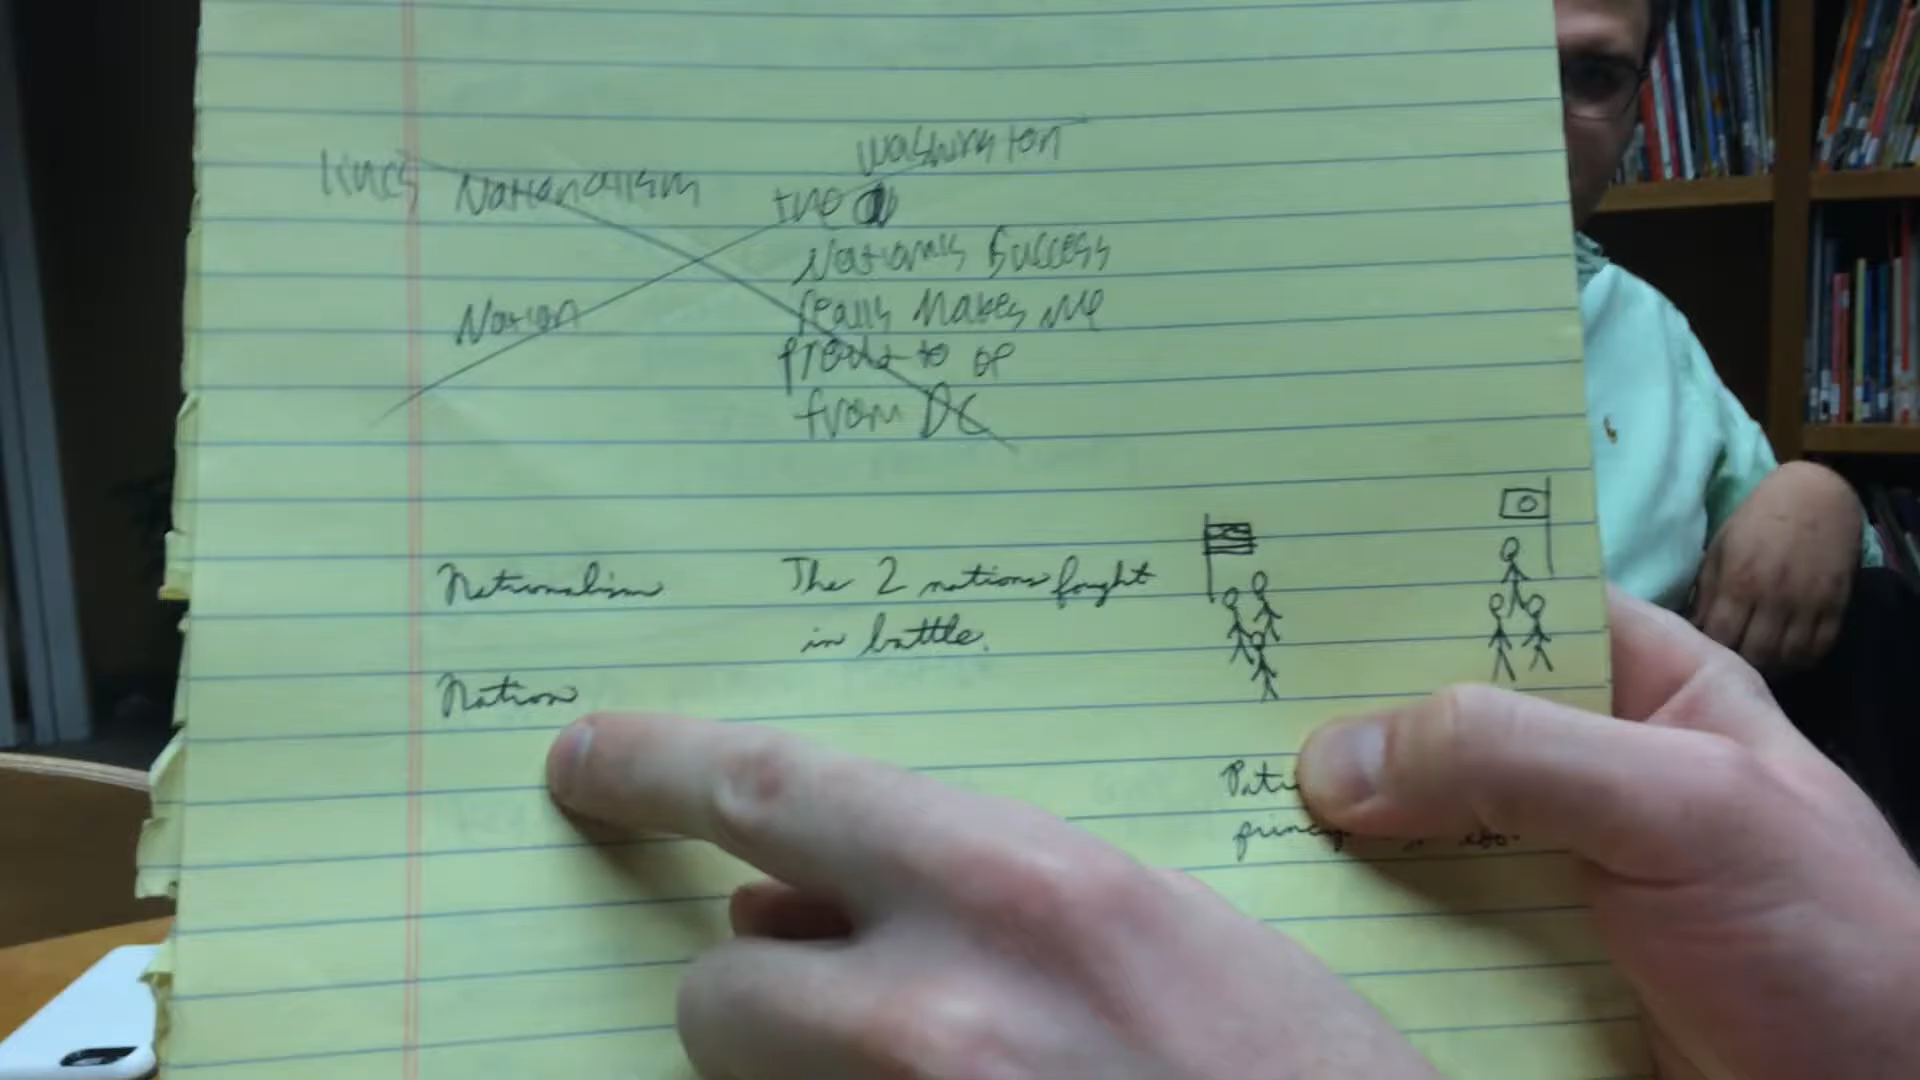 Nationalism
Washington
the
Nation's Success
really makes me
proud to be
from DC
Nation
Nationalism
The 2 nations fought
in battle.
Nation